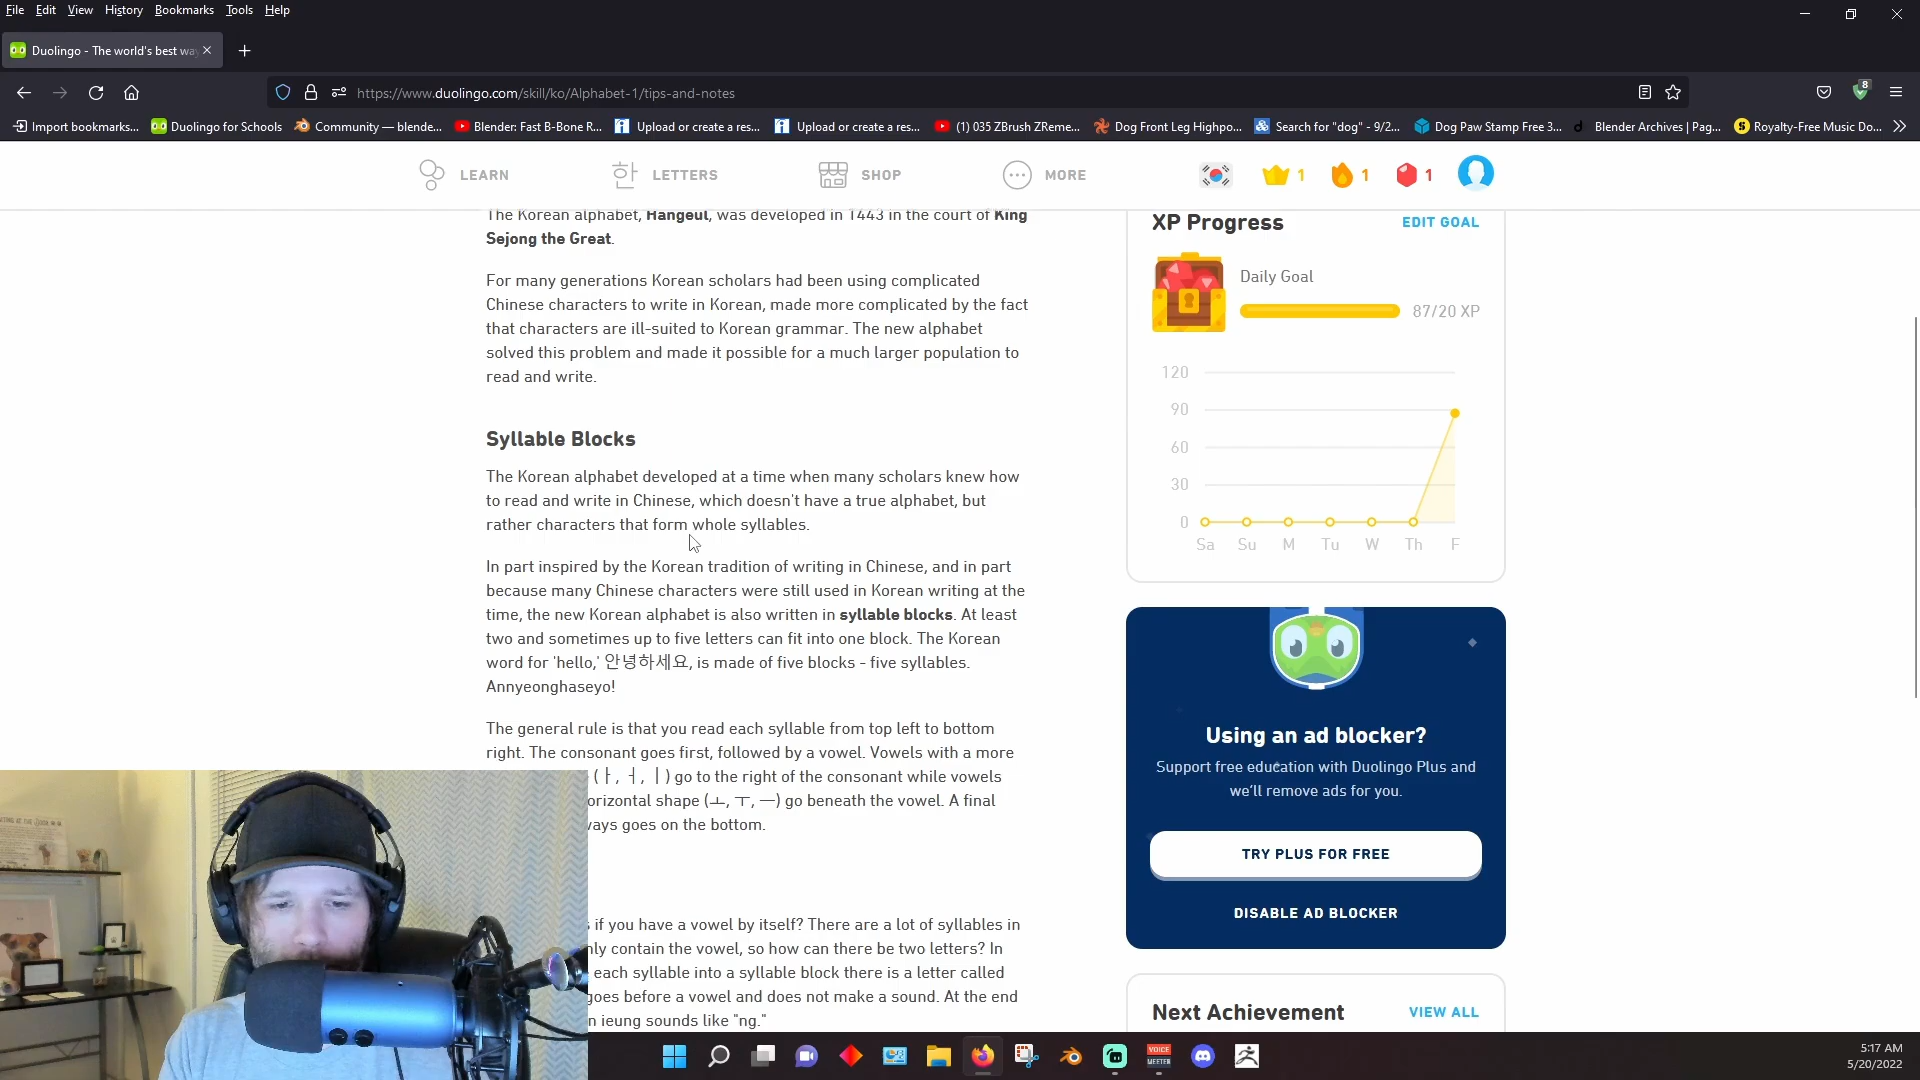 File Edit View History Bookmarks Tools Help
Duolingo - The world's best wa
https://www.duolingo.com/skill/ko/Alphabet-1/tips-and-notes
8
Import bookmarks... Duolingo for Schools Community — blende... Blender: Fast B-Bone R... Upload or create a res... Upload or create a res... (1) 035 ZBrush ZReme... Dog Front Leg Highpo... Search for "dog" - 9/2... Dog Paw Stamp Free 3... Blender Archives | Pag... Royalty-Free Music Do...
LEARN 한 LETTERS SHOP MORE 1 1 1
The Korean alphabet, Hangeul, was developed in 1443 in the court of King
Sejong the Great.
For many generations Korean scholars had been using complicated
Chinese characters to write in Korean, made more complicated by the fact
that characters are ill-suited to Korean grammar. The new alphabet
solved this problem and made it possible for a much larger population to
read and write.
Syllable Blocks
The Korean alphabet developed at a time when many scholars knew how
to read and write in Chinese, which doesn't have a true alphabet, but
rather characters that form whole syllables.
In part inspired by the Korean tradition of writing in Chinese, and in part
because many Chinese characters were still used in Korean writing at the
time, the new Korean alphabet is also written in syllable blocks. At least
two and sometimes up to five letters can fit into one block. The Korean
word for 'hello,' 안녕하세요, is made of five blocks - five syllables.
Annyeonghaseyo!
The general rule is that you read each syllable from top left to bottom
right. The consonant goes first, followed by a vowel. Vowels with a more
(ㅏ, ㅓ, ㅣ) go to the right of the consonant while vowels
orizontal shape (ㅗ, ㅜ, ㅡ) go beneath the vowel. A final
ways goes on the bottom.
if you have a vowel by itself? There are a lot of syllables in
nly contain the vowel, so how can there be two letters? In
each syllable into a syllable block there is a letter called
goes before a vowel and does not make a sound. At the end
n ieung sounds like "ng."
XP Progress EDIT GOAL
Daily Goal
87/20 XP
120
90
60
30
0
Sa Su M Tu W Th F
Using an ad blocker?
Support free education with Duolingo Plus and
we'll remove ads for you.
TRY PLUS FOR FREE
DISABLE AD BLOCKER
Next Achievement VIEW ALL
VOICE
MEETER
5:17 AM
5/20/2022